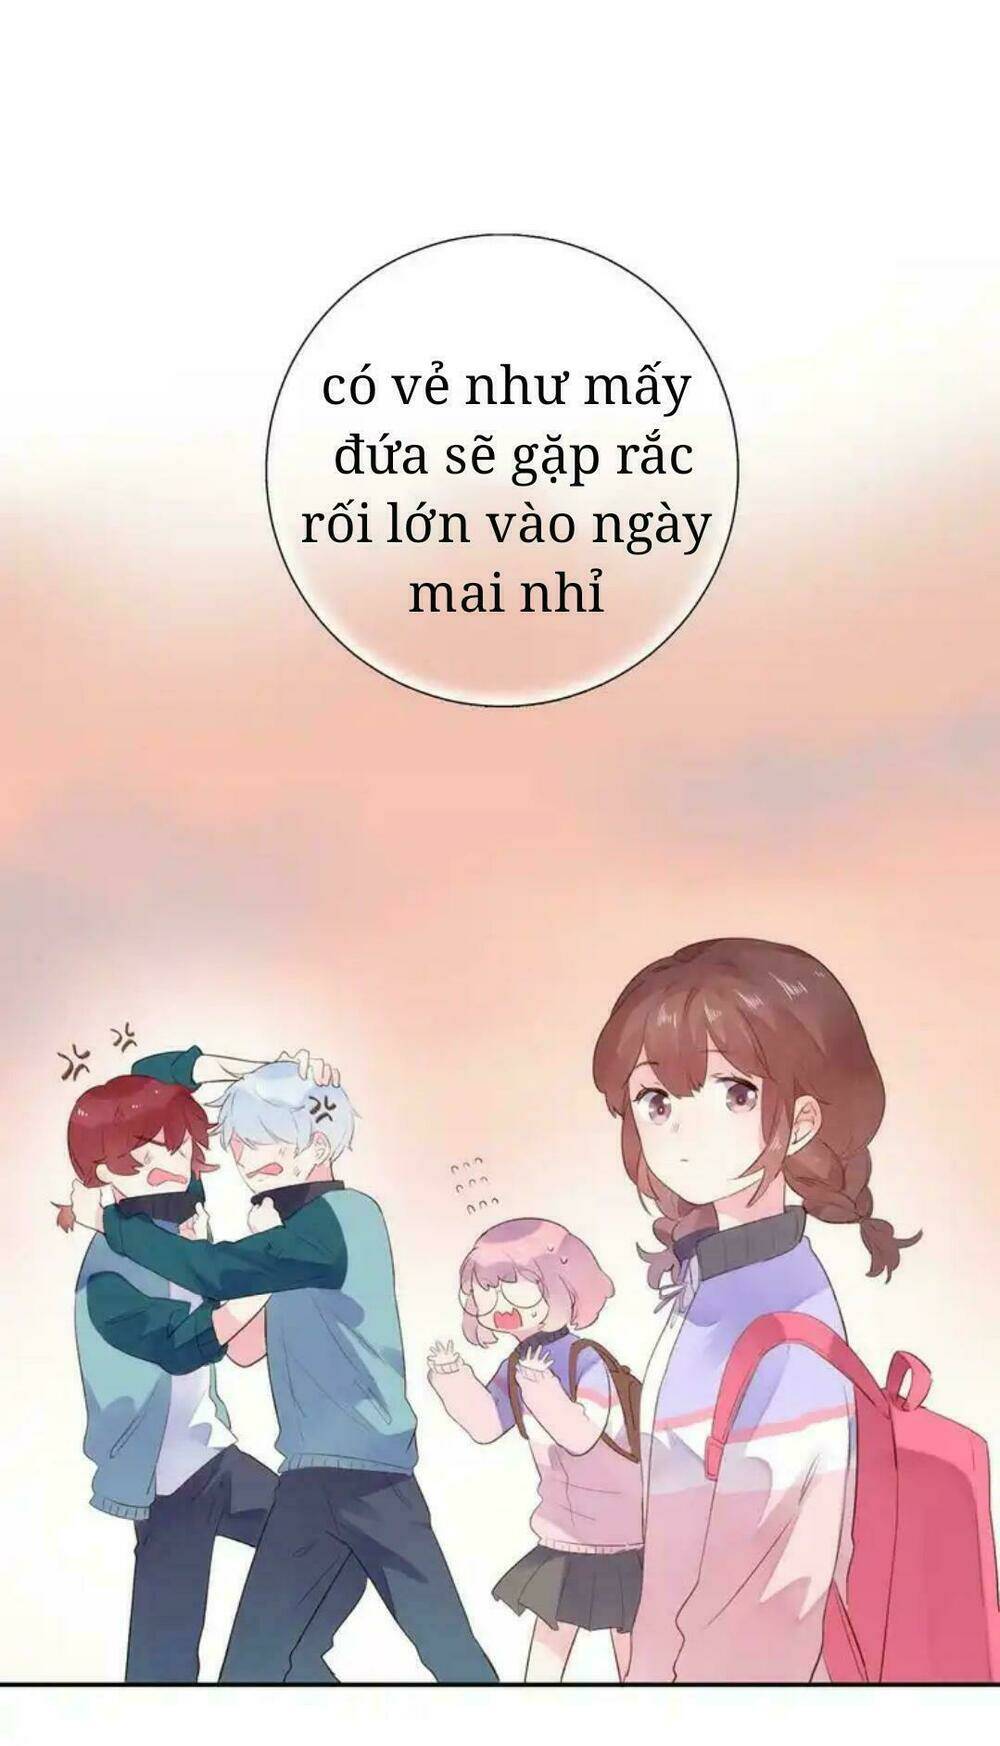 có vẻ như mấy
đứa sẽ gặp rắc
rối lớn vào ngày
mai nhỉ